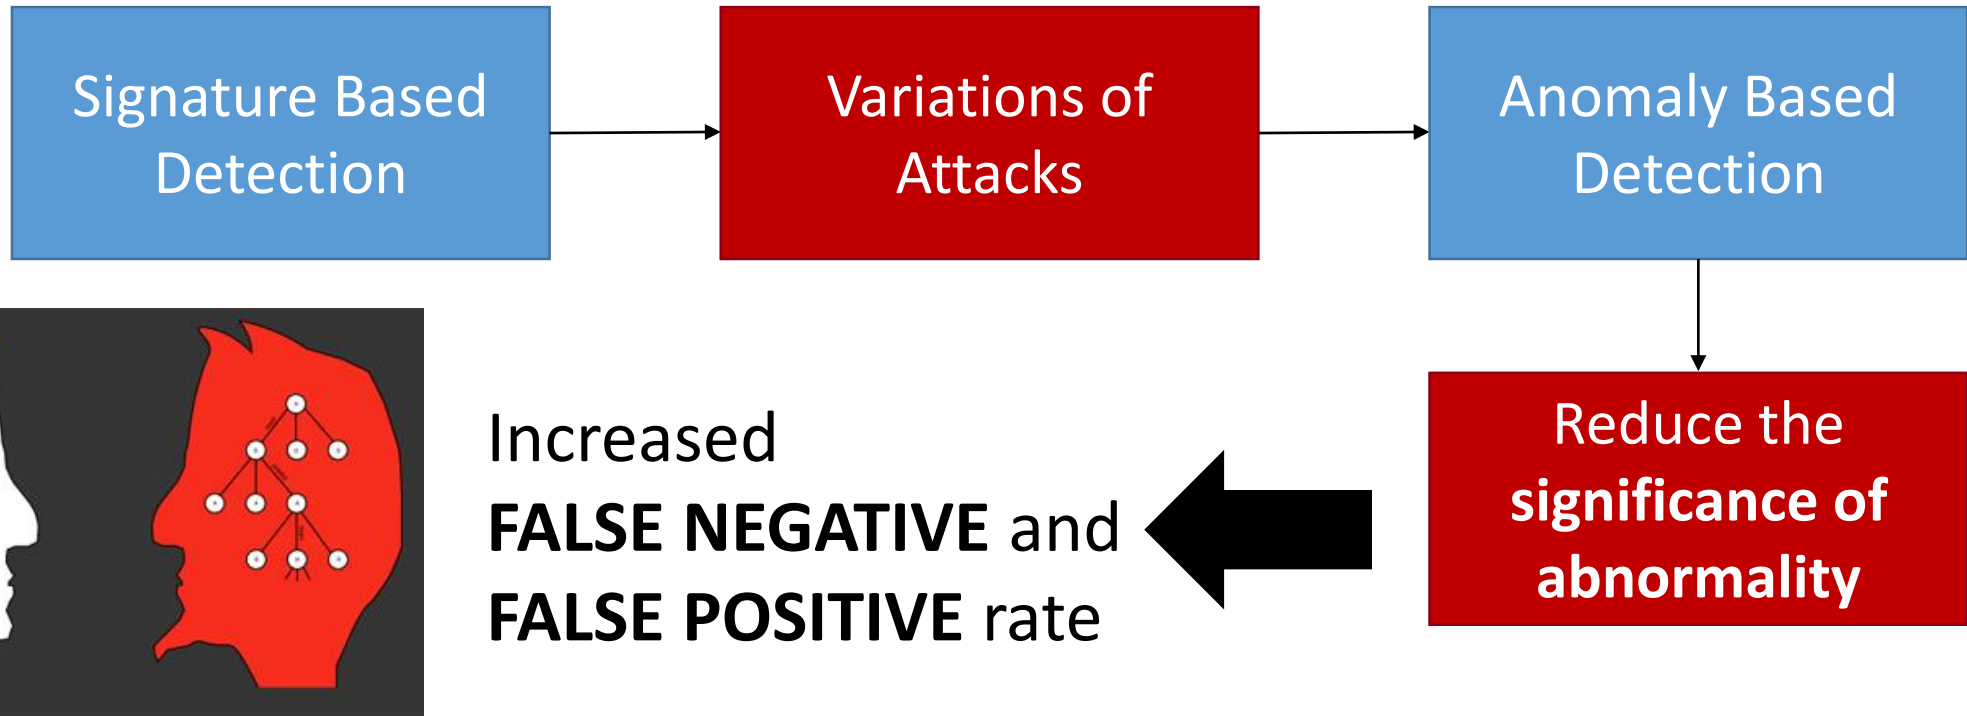 Signature Based
Detection
Variations of
Attacks
Anomaly Based
Detection
Reduce the
significance of
abnormality
Increased
FALSE NEGATIVE and
FALSE POSITIVE rate